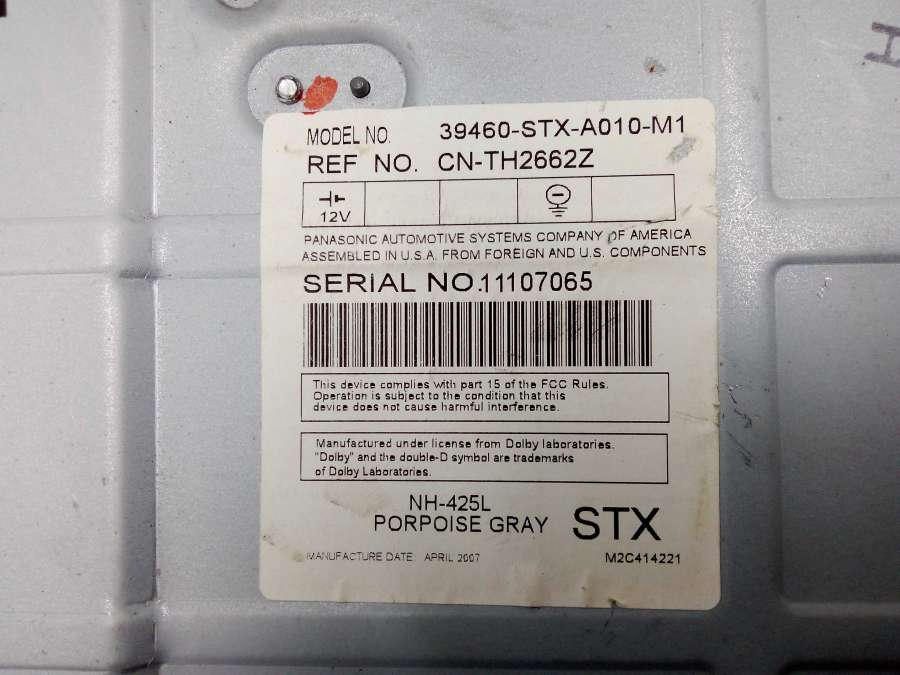 H
MODEL NO. 39460-STX-A010-M1
REF NO. CN-TH2662Z
12V
PANASONIC AUTOMOTIVE SYSTEMS COMPANY OF AMERICA
ASSEMBLED IN U.S.A. FROM FOREIGN AND U.S. COMPONENTS
SERIAL NO.11107065
This device complies with part 15 of the FCC Rules.
Operation is subject to the condition that this
device does not cause harmful interference.
Manufactured under license from Dolby laboratories.
"Dolby" and the double-D symbol are trademarks
of Dolby Laboratories.
NH-425L
PORPOISE GRAY STX
MANUFACTURE DATE APRIL 2007 M2C414221